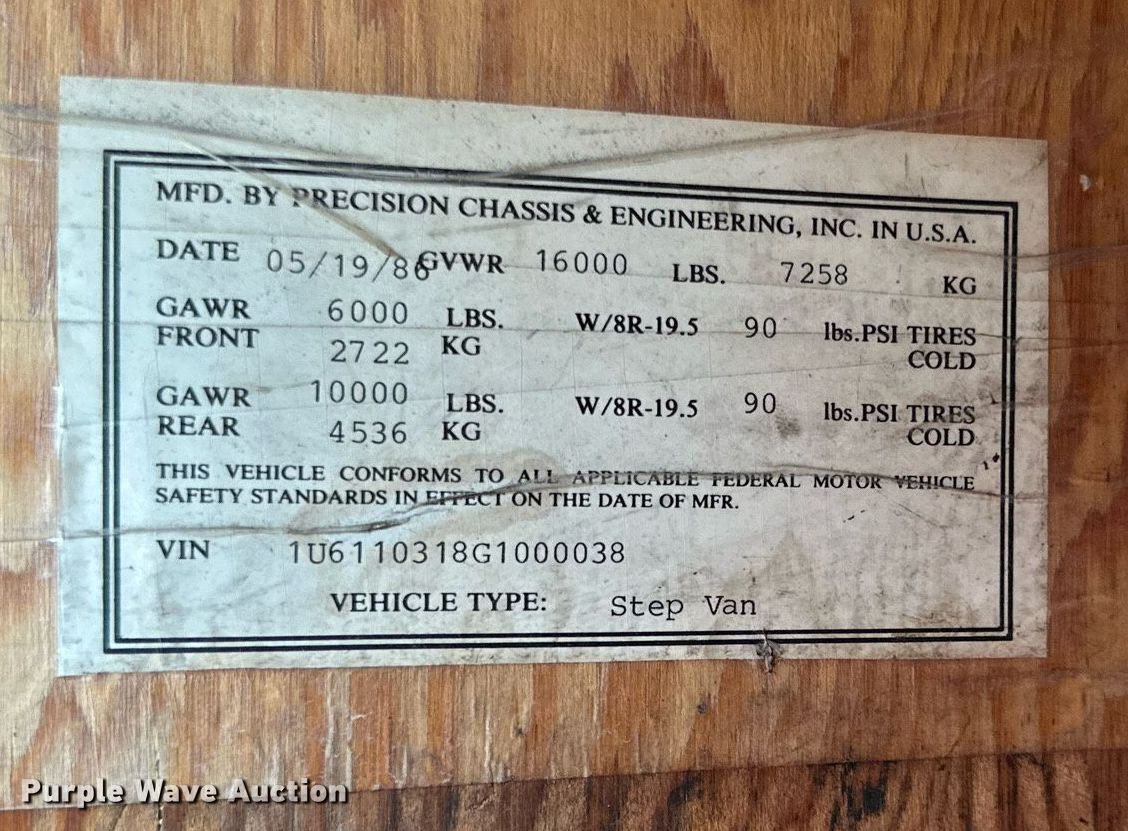 MFD. BY PRECISION CHASSIS & ENGINEERING, INC. IN U.S.A.
DATE 05/19/86 GVWR 16000 LBS. 7258 KG
GAWR FRONT 6000 LBS. W/8R-19.5 90 lbs.PSI TIRES COLD
2722 KG
GAWR REAR 10000 LBS. W/8R-19.5 90 lbs.PSI TIRES COLD
4536 KG
THIS VEHICLE CONFORMS TO ALL APPLICABLE FEDERAL MOTOR VEHICLE
SAFETY STANDARDS IN EFFECT ON THE DATE OF MFR.
VIN 1U6110318G1000038
VEHICLE TYPE: Step Van
Purple Wave Auction